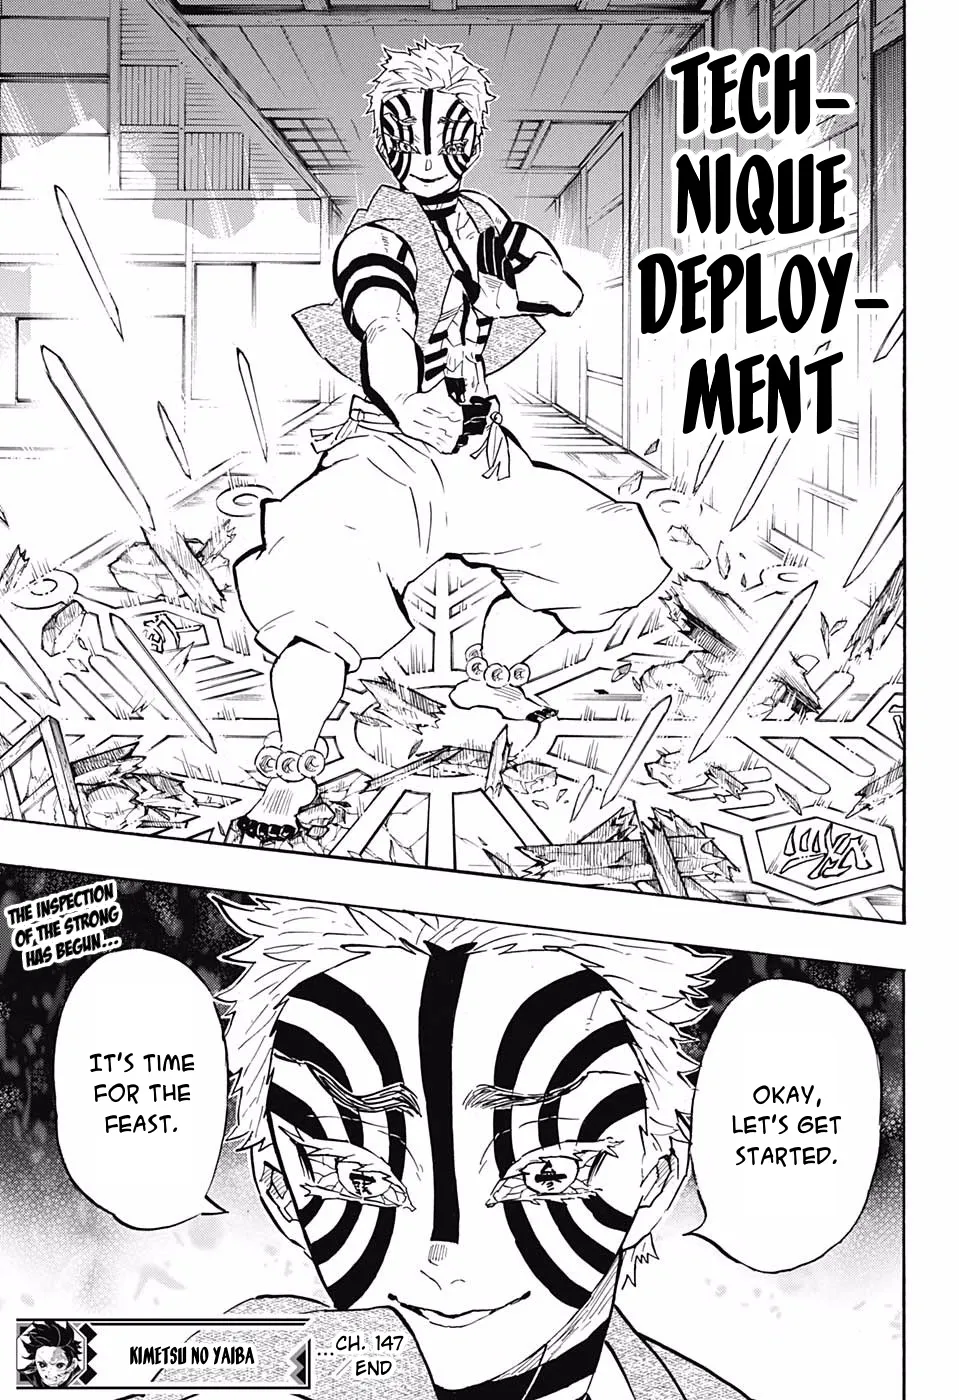 TECH-
NIQUE
DEPLOY-
MENT
THE INSPECTION
OF THE STRONG
HAS BEGUN...
OKAY,
LET'S GET
STARTED.
IT'S TIME
FOR THE
FEAST.
KIMETSU NO YAIBA
...CH. 147
END